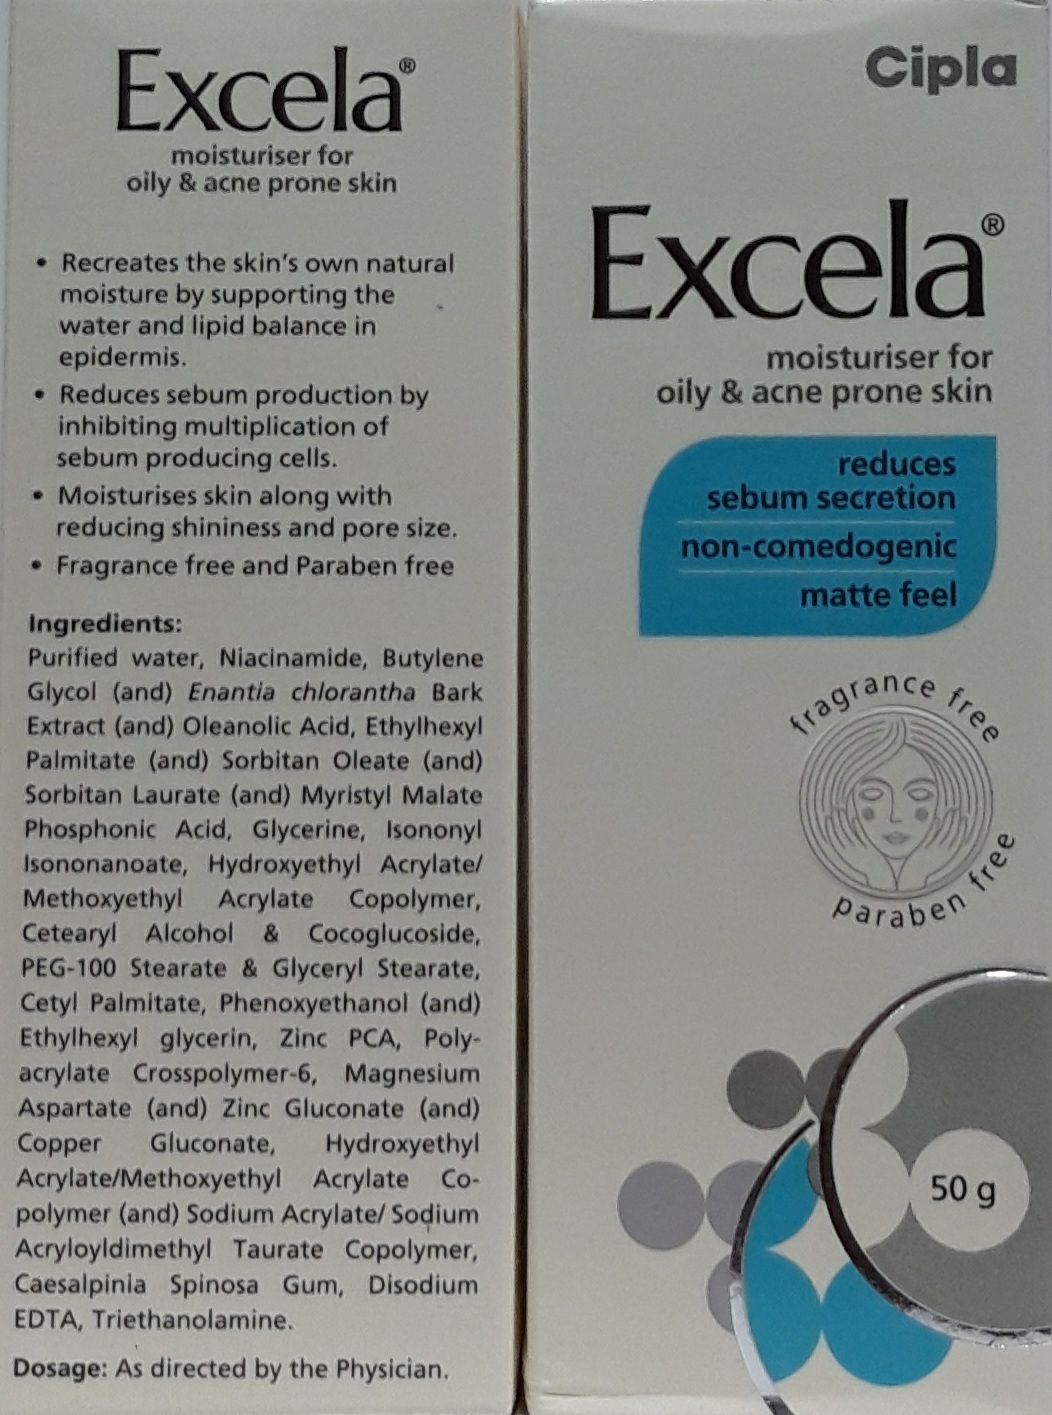 Excela®
moisturiser for
oily & acne prone skin
• Recreates the skin's own natural
moisture by supporting the
water and lipid balance in
epidermis.
• Reduces sebum production by
inhibiting multiplication of
sebum producing cells.
• Moisturises skin along with
reducing shininess and pore size.
• Fragrance free and Paraben free
Ingredients:
Purified water, Niacinamide, Butylene
Glycol (and) Enantia chlorantha Bark
Extract (and) Oleanolic Acid, Ethylhexyl
Palmitate (and) Sorbitan Oleate (and)
Sorbitan Laurate (and) Myristyl Malate
Phosphonic Acid, Glycerine, Isononyl
Isononanoate, Hydroxyethyl Acrylate/
Methoxyethyl Acrylate Copolymer,
Cetearyl Alcohol & Cocoglucoside,
PEG-100 Stearate & Glyceryl Stearate,
Cetyl Palmitate, Phenoxyethanol (and)
Ethylhexyl glycerin, Zinc PCA, Poly-
acrylate Crosspolymer-6, Magnesium
Aspartate (and) Zinc Gluconate (and)
Copper Gluconate, Hydroxyethyl
Acrylate/Methoxyethyl Acrylate Co-
polymer (and) Sodium Acrylate/ Sodium
Acryloyldimethyl Taurate Copolymer,
Caesalpinia Spinosa Gum, Disodium
EDTA, Triethanolamine.
Dosage: As directed by the Physician.
Cipla
Excela®
moisturiser for
oily & acne prone skin
reduces
sebum secretion
non-comedogenic
matte feel
fragrance free
paraben free
50 g